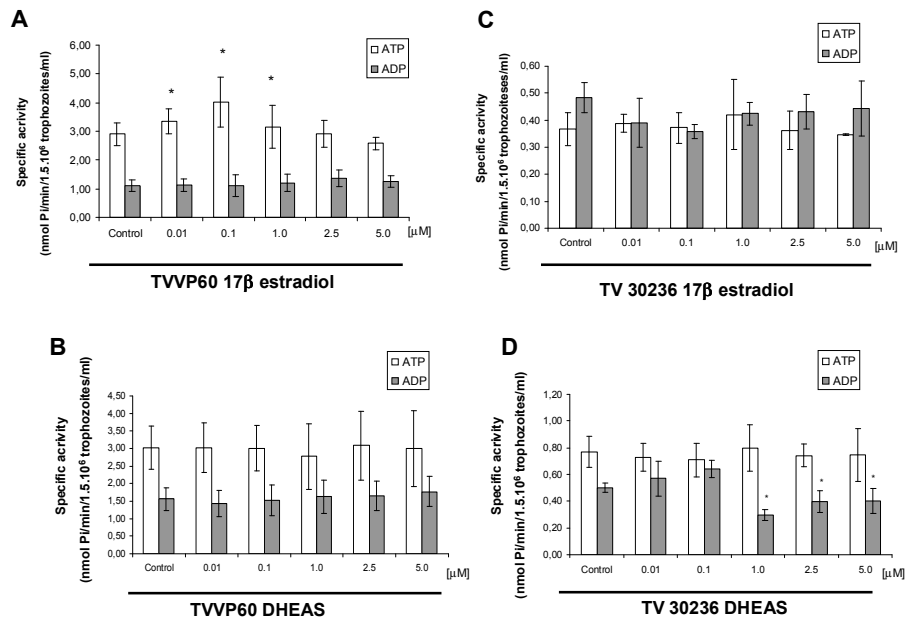 A
Specific acrivity
(nmol Pi/min/1.5.10⁶ trophozoites/ml)
7,00
6,00
5,00
4,00
3,00
2,00
1,00
0,00
ATP
ADP
*
*
*
Control
0.01
0.1
1.0
2.5
5.0
[μM]
TVVP60 17β estradiol
C
Specific acrivity
(nmol Pi/min/1.5.10⁶ trophozoiteses/ml)
0,60
0,50
0,40
0,30
0,20
0,10
0,00
ATP
ADP
Control
0.01
0.1
1.0
2.5
5.0
[μM]
TV 30236 17β estradiol
B
Specific acrivity
(nmol Pi/min/1.5.10⁶ trophozoites/ml)
4,50
4,00
3,50
3,00
2,50
2,00
1,50
1,00
0,50
0,00
ATP
ADP
Control
0.01
0.1
1.0
2.5
5.0
[μM]
TVVP60 DHEAS
D
Specific acrivity
(nmol Pi/min/1.5.10⁶ trophozoites/ml)
1,20
1,00
0,80
0,60
0,40
0,20
0,00
ATP
ADP
*
*
*
Control
0.01
0.1
1.0
2.5
5.0
[μM]
TV 30236 DHEAS